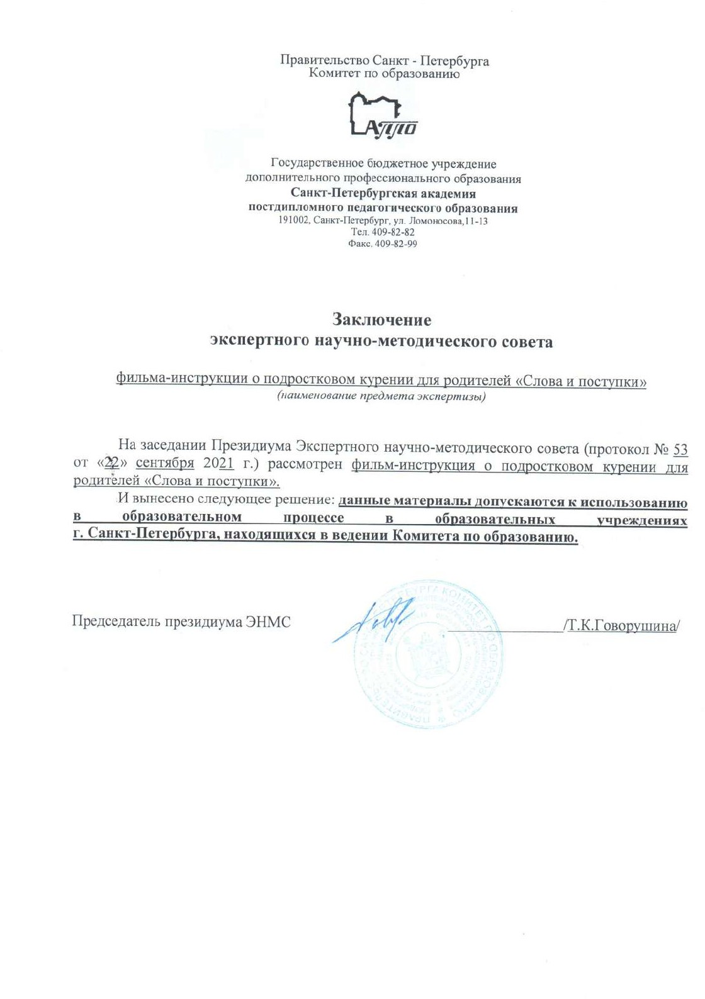 Правительство Санкт - Петербурга
Комитет по образованию
АППО
Государственное бюджетное учреждение
дополнительного профессионального образования
Санкт-Петербургская академия
постдипломного педагогического образования
191002, Санкт-Петербург, ул. Ломоносова,11-13
Тел. 409-82-82
Факс. 409-82-99
Заключение
экспертного научно-методического совета
фильма-инструкции о подростковом курении для родителей «Слова и поступки»
(наименование предмета экспертизы)
На заседании Президиума Экспертного научно-методического совета (протокол № 53
от «22» сентября 2021 г.) рассмотрен фильм-инструкция о подростковом курении для
родителей «Слова и поступки».
И вынесено следующее решение: данные материалы допускаются к использованию
в образовательном процессе в образовательных учреждениях
г. Санкт-Петербурга, находящихся в ведении Комитета по образованию.
Председатель президиума ЭНМС
/Т.К.Говорушина/
КОМИТЕТ ПО ОБРАЗОВАНИЮ